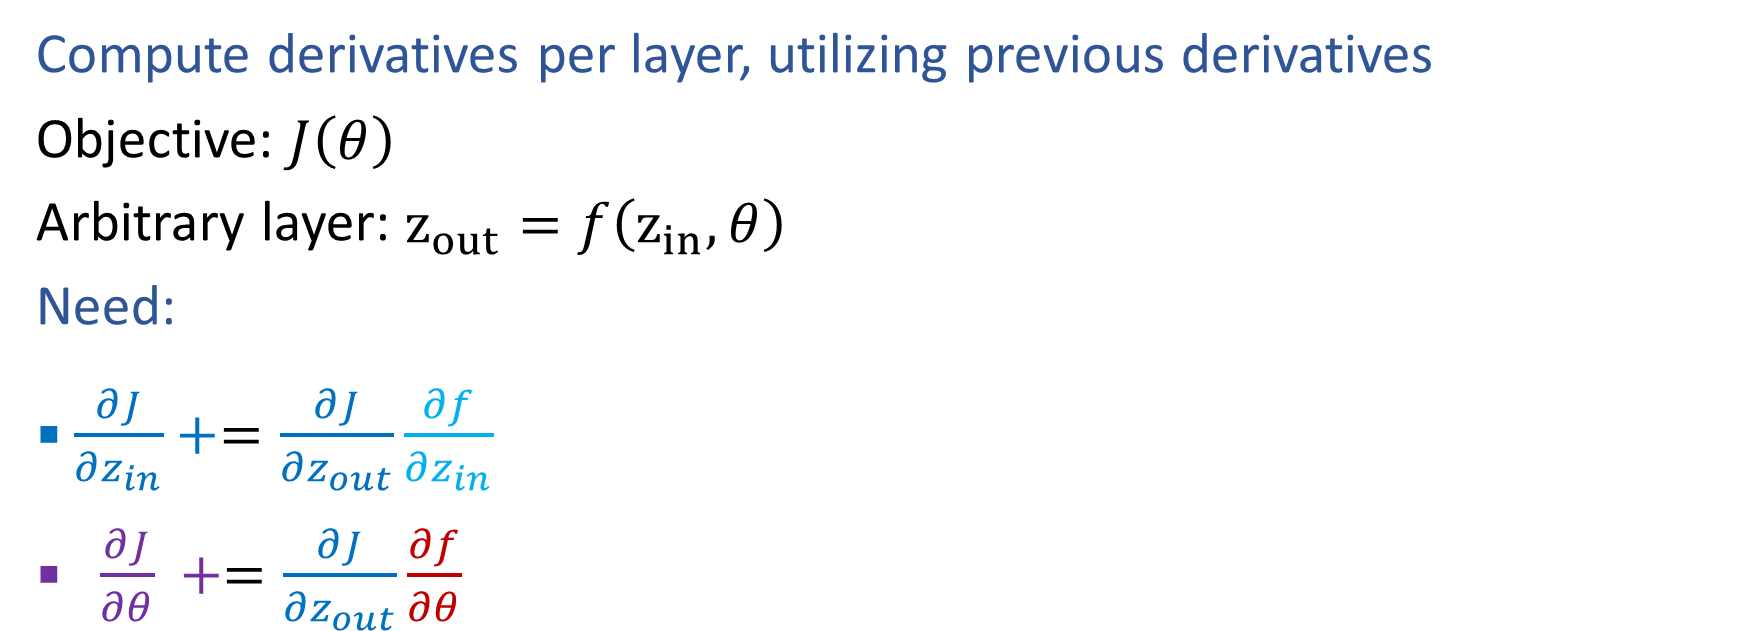 Compute derivatives per layer, utilizing previous derivatives
Objective: J(θ)
Arbitrary layer: z_out = f(z_in, θ)
Need:
▪ ∂J/∂z_in += ∂J/∂z_out ∂f/∂z_in
▪ ∂J/∂θ += ∂J/∂z_out ∂f/∂θ